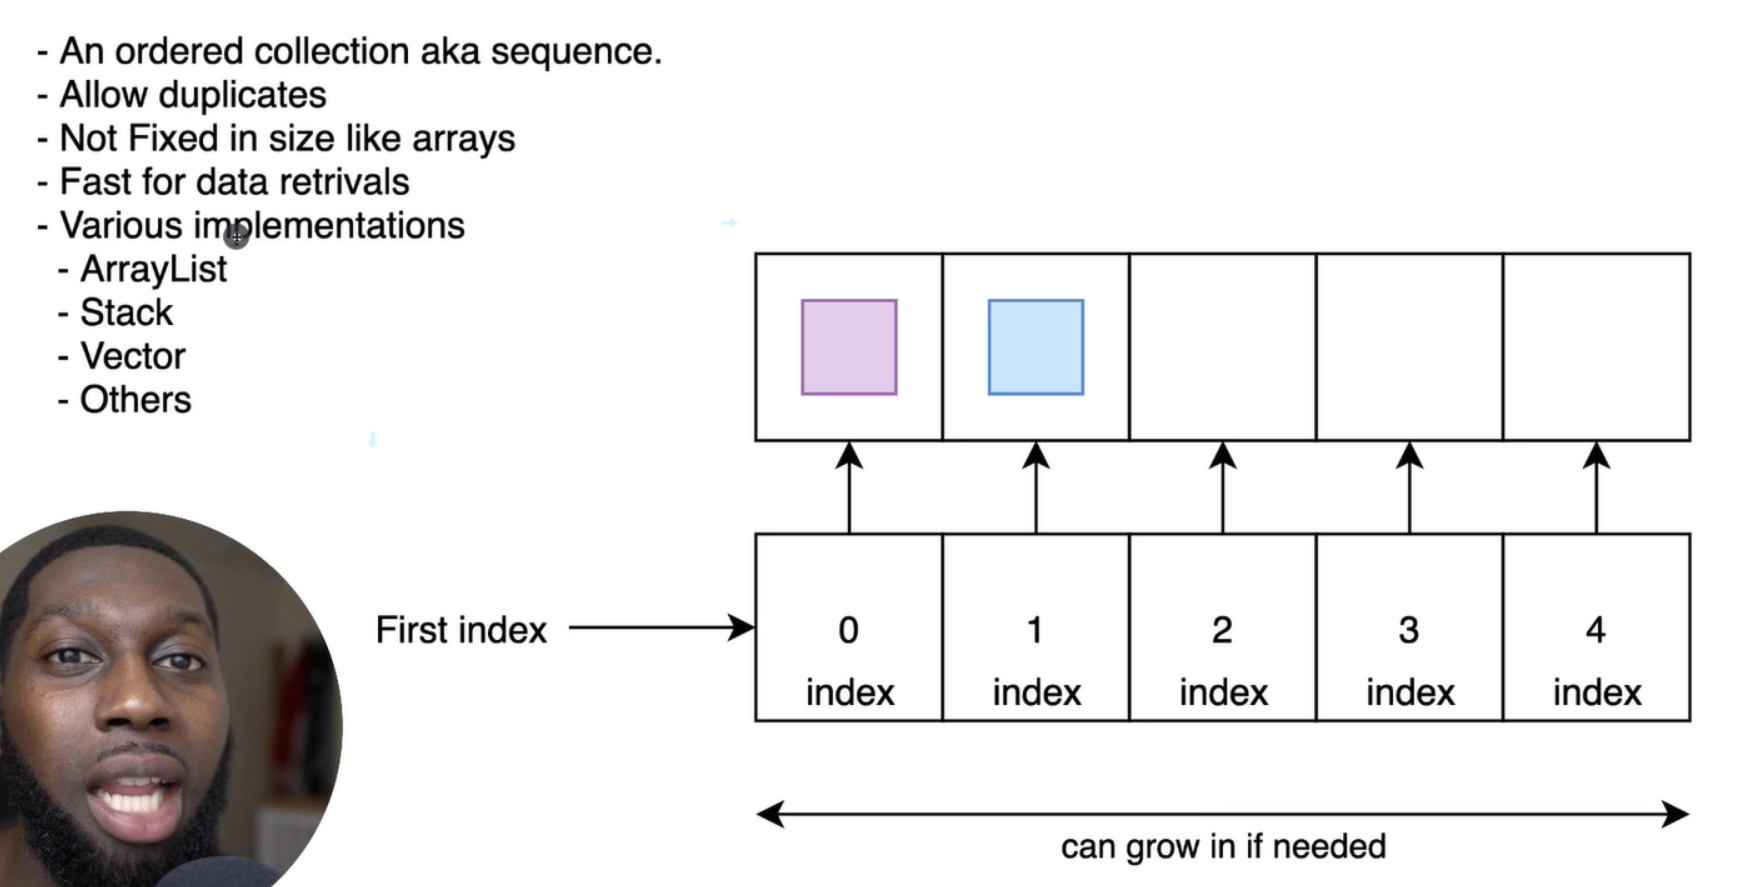 - An ordered collection aka sequence.
- Allow duplicates
- Not Fixed in size like arrays
- Fast for data retrivals
- Various implementations
- ArrayList
- Stack
- Vector
- Others
First index
0
1
2
3
4
index
index
index
index
index
can grow in if needed